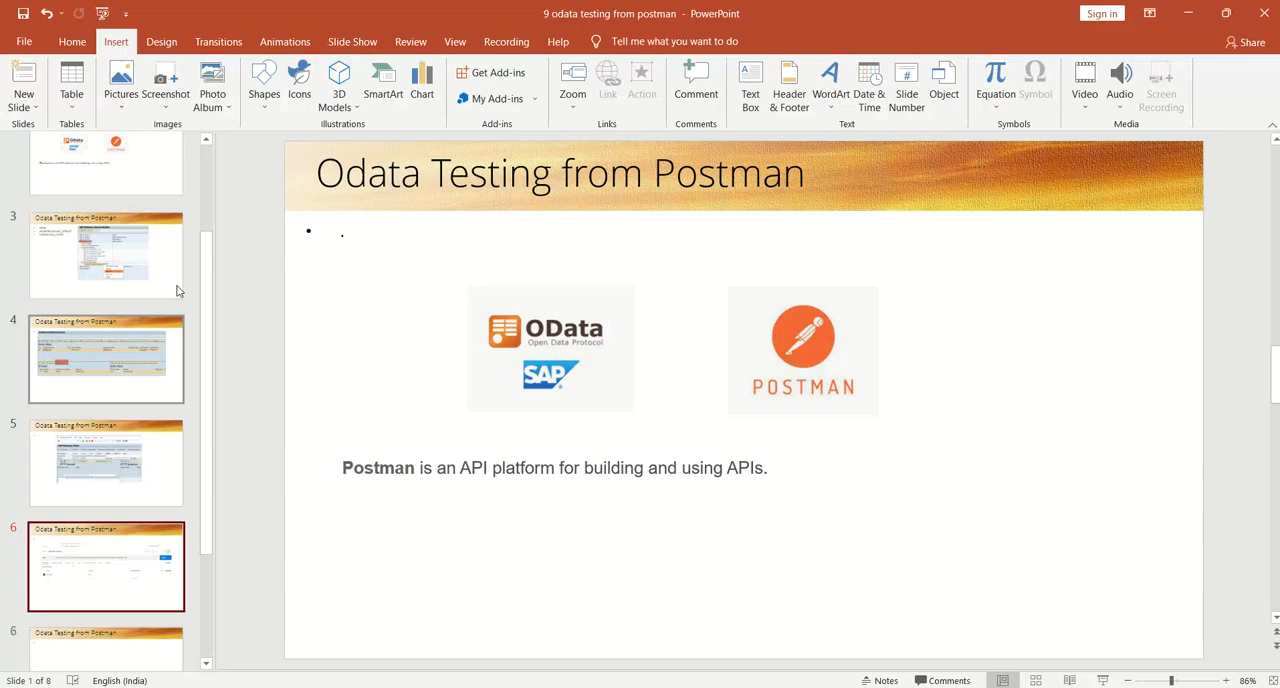 9 odata testing from postman - PowerPoint
Sign in
File Home Insert Design Transitions Animations Slide Show Review View Recording Help Tell me what you want to do Share
New Slide
Table
Pictures
Screenshot
Photo Album
Shapes
Icons
3D Models
SmartArt
Chart
Get Add-ins
My Add-ins
Zoom
Link
Action
Comment
Text Box
Header & Footer
WordArt
Date & Time
Slide Number
Object
Equation
Symbol
Video
Audio
Screen Recording
Slides Tables Images Illustrations Add-ins Links Comments Text Symbols Media
3
Odata Testing from Postman
4
Odata Testing from Postman
5
Odata Testing from Postman
6
Odata Testing from Postman
6
Odata Testing from Postman
Odata Testing from Postman
• .
OData
Open Data Protocol
SAP
POSTMAN
Postman is an API platform for building and using APIs.
Slide 1 of 8 English (India) Notes Comments 86%